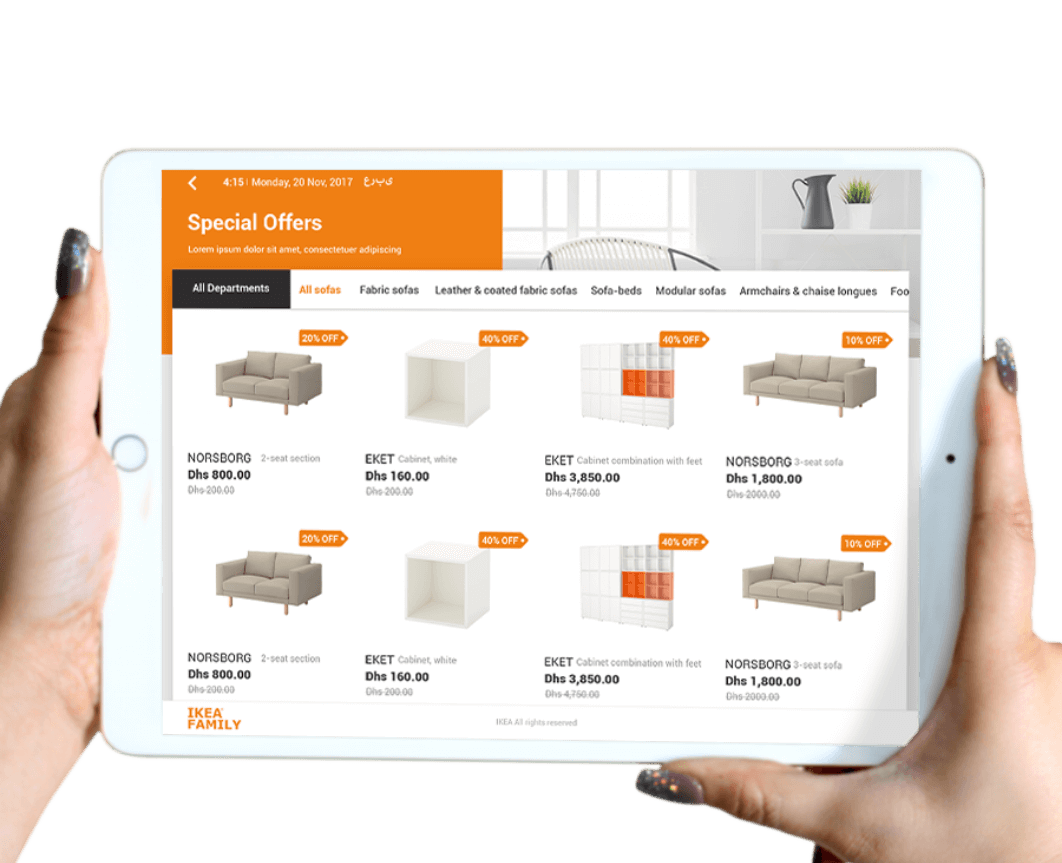 4:15 | Monday, 20 Nov, 2017 ىبرع
Special Offers
Lorem ipsum dolor sit amet, consectetuer adipiscing
All Departments All sofas Fabric sofas Leather & coated fabric sofas Sofa-beds Modular sofas Armchairs & chaise longues Foo
20% OFF 40% OFF 40% OFF 10% OFF
NORSBORG 2-seat section
Dhs 800.00
Dhs 200.00
EKET Cabinet, white
Dhs 160.00
Dhs 200.00
EKET Cabinet combination with feet
Dhs 3,850.00
Dhs 4,750.00
NORSBORG 3-seat sofa
Dhs 1,800.00
Dhs 2000.00
20% OFF 40% OFF 40% OFF 10% OFF
NORSBORG 2-seat section
Dhs 800.00
Dhs 200.00
EKET Cabinet, white
Dhs 160.00
Dhs 200.00
EKET Cabinet combination with feet
Dhs 3,850.00
Dhs 4,750.00
NORSBORG 3-seat sofa
Dhs 1,800.00
Dhs 2000.00
IKEA
FAMILY
IKEA All rights reserved